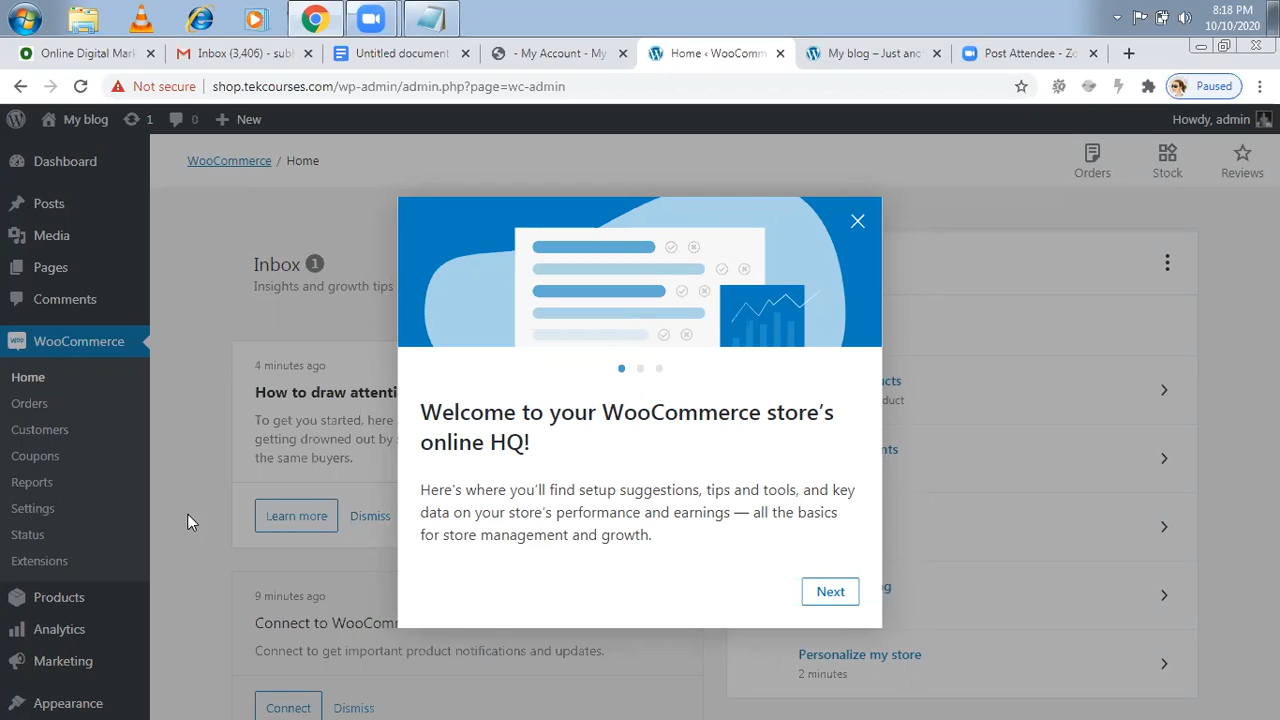 8:18 PM
10/10/2020
Online Digital Mark
Inbox (3,406) - subh
Untitled document
- My Account - My
Home ‹ WooComm
My blog – Just anc
Post Attendee - Zo
Not secure
shop.tekcourses.com/wp-admin/admin.php?page=wc-admin
Paused
My blog
1
0
New
Howdy, admin
Dashboard
Posts
Media
Pages
Comments
WooCommerce
Home
Orders
Customers
Coupons
Reports
Settings
Status
Extensions
Products
Analytics
Marketing
Appearance
WooCommerce / Home
Orders
Stock
Reviews
Inbox 1
Insights and growth tips
4 minutes ago
How to draw attenti
To get you started, here
getting drowned out by s
the same buyers.
Learn more
Dismiss
9 minutes ago
Connect to WooComm
Connect to get important product notifications and updates.
Connect
Dismiss
Welcome to your WooCommerce store's
online HQ!
Here's where you'll find setup suggestions, tips and tools, and key
data on your store's performance and earnings — all the basics
for store management and growth.
Next
ucts
duct
nts
g
Personalize my store
2 minutes